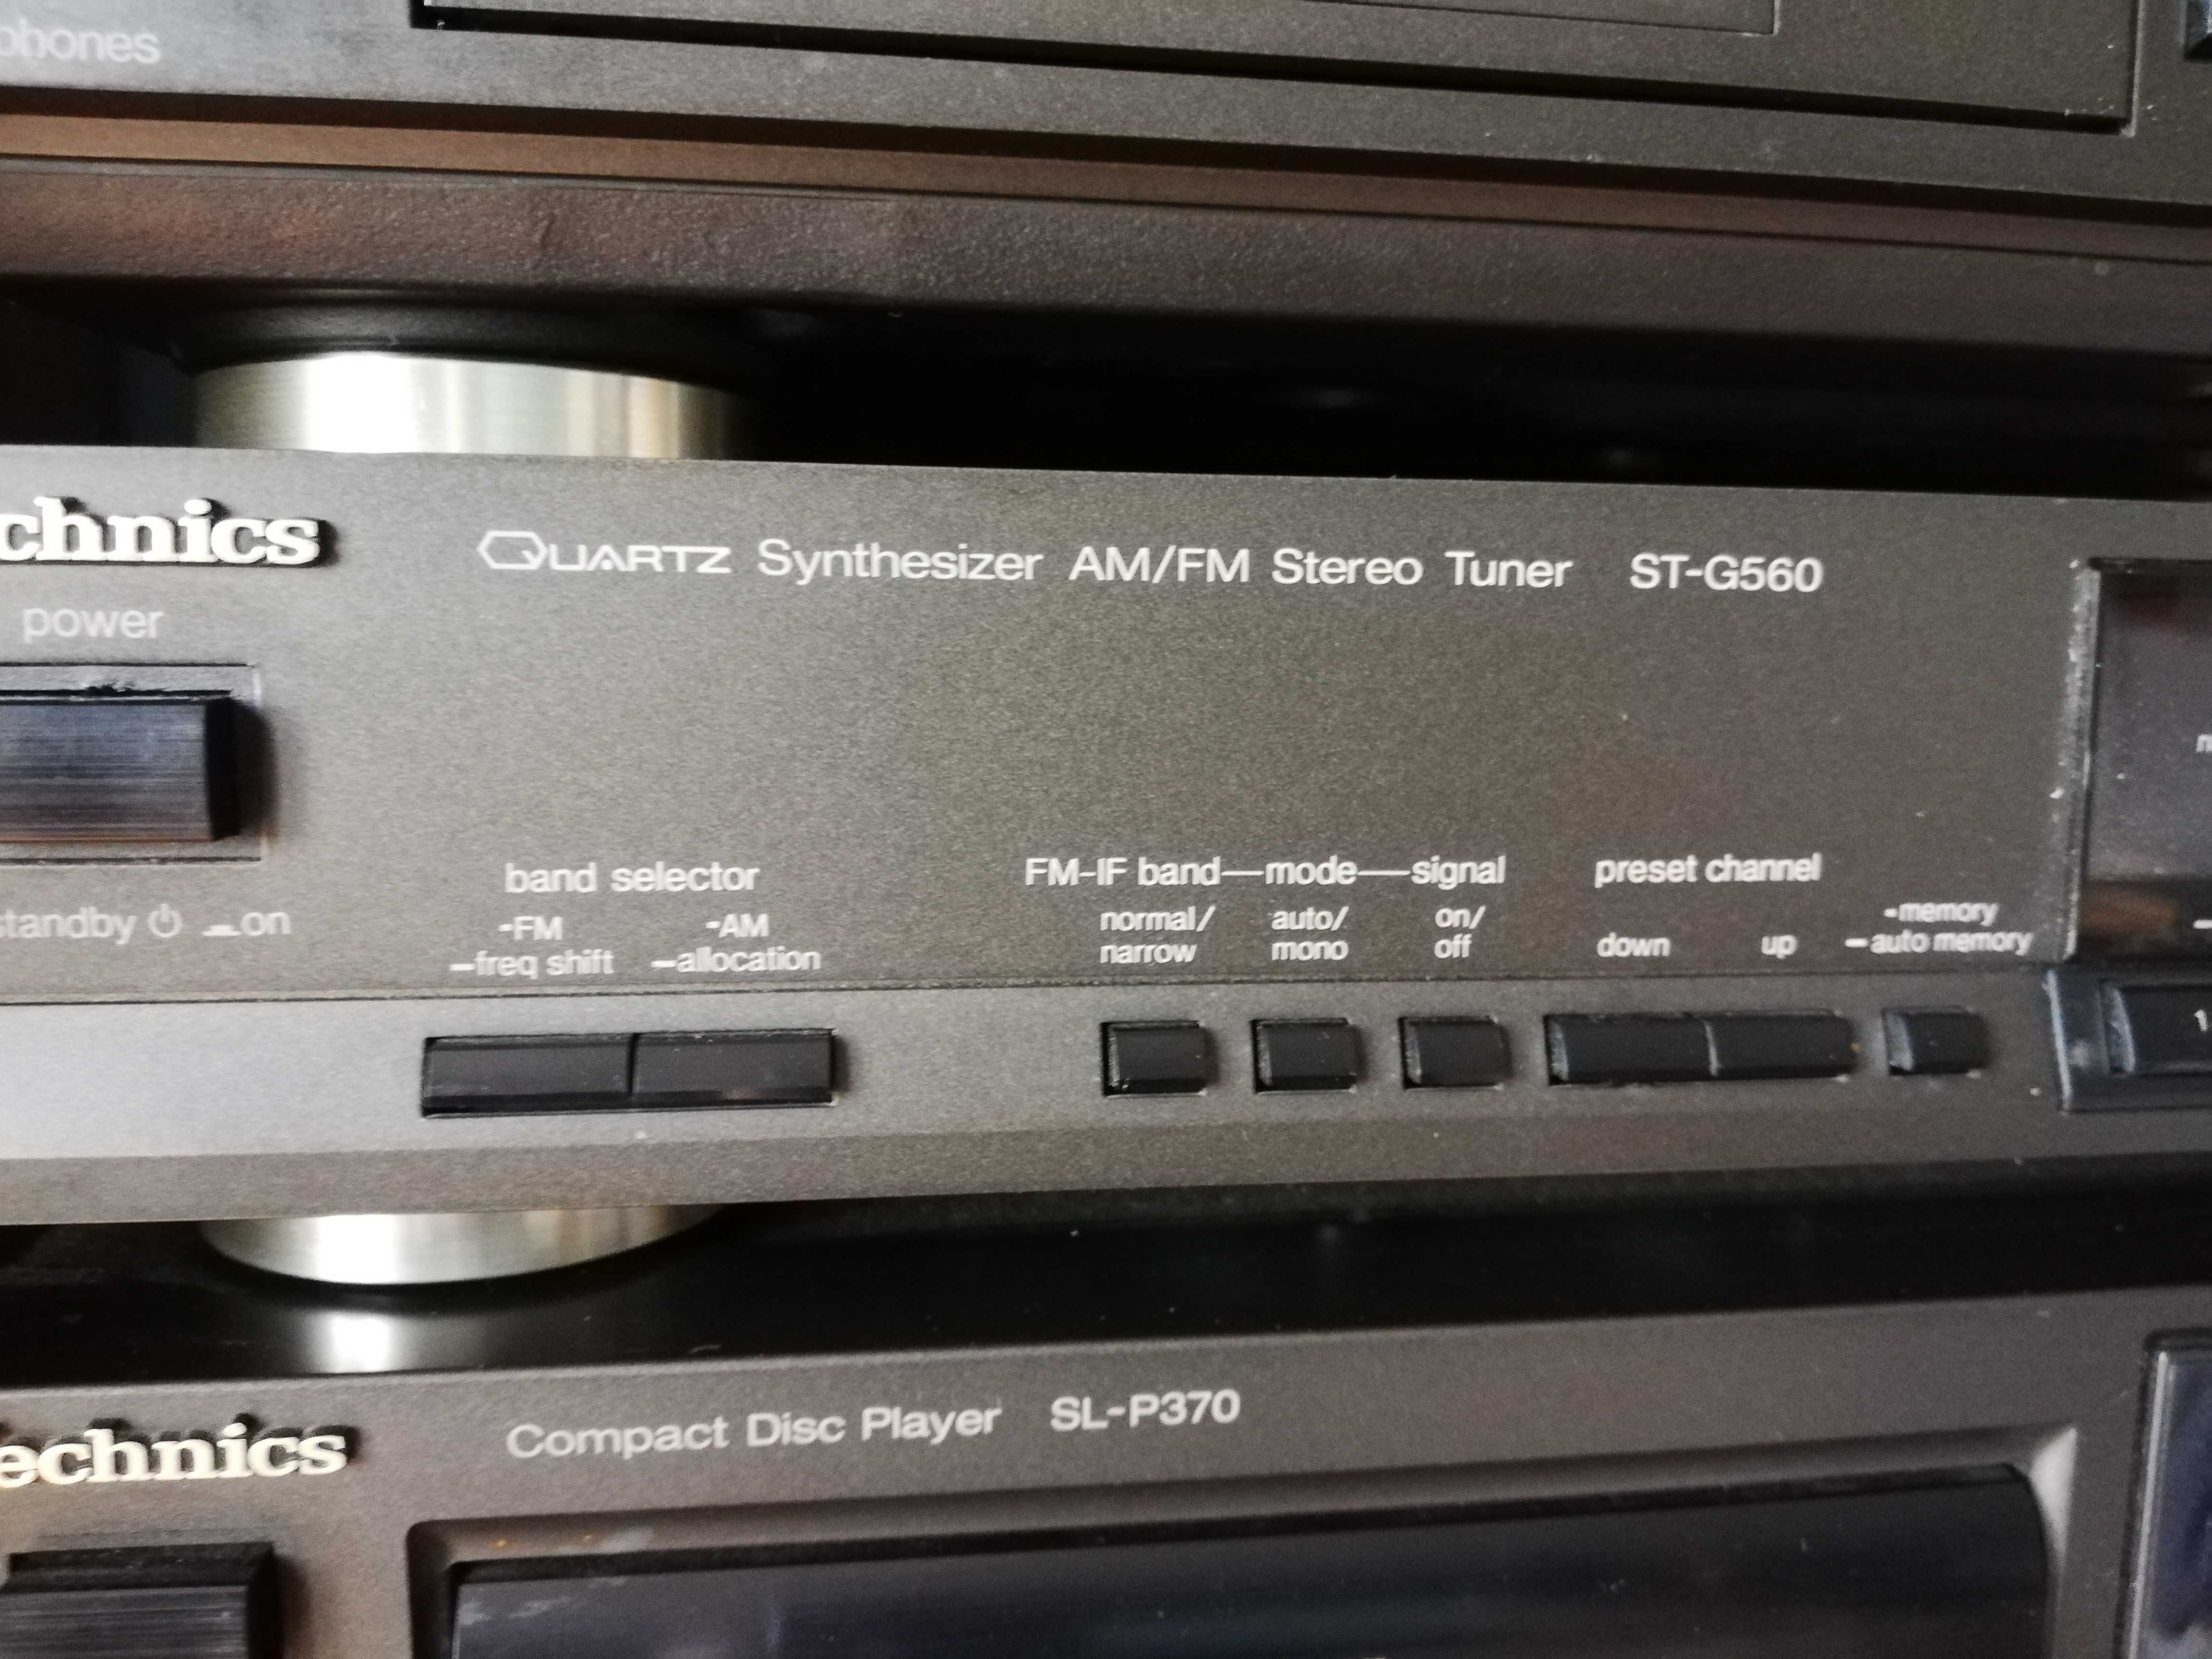 phones
chnics
QUARTZ Synthesizer AM/FM Stereo Tuner ST-G560
power
band selector
FM-IF band—mode—signal
preset channel
-FM
-AM
normal/
auto/
on/
-memory
standby ⏻ on
—freq shift
—allocation
narrow
mono
off
down
up
—auto memory
1
Compact Disc Player SL-P370
echnics